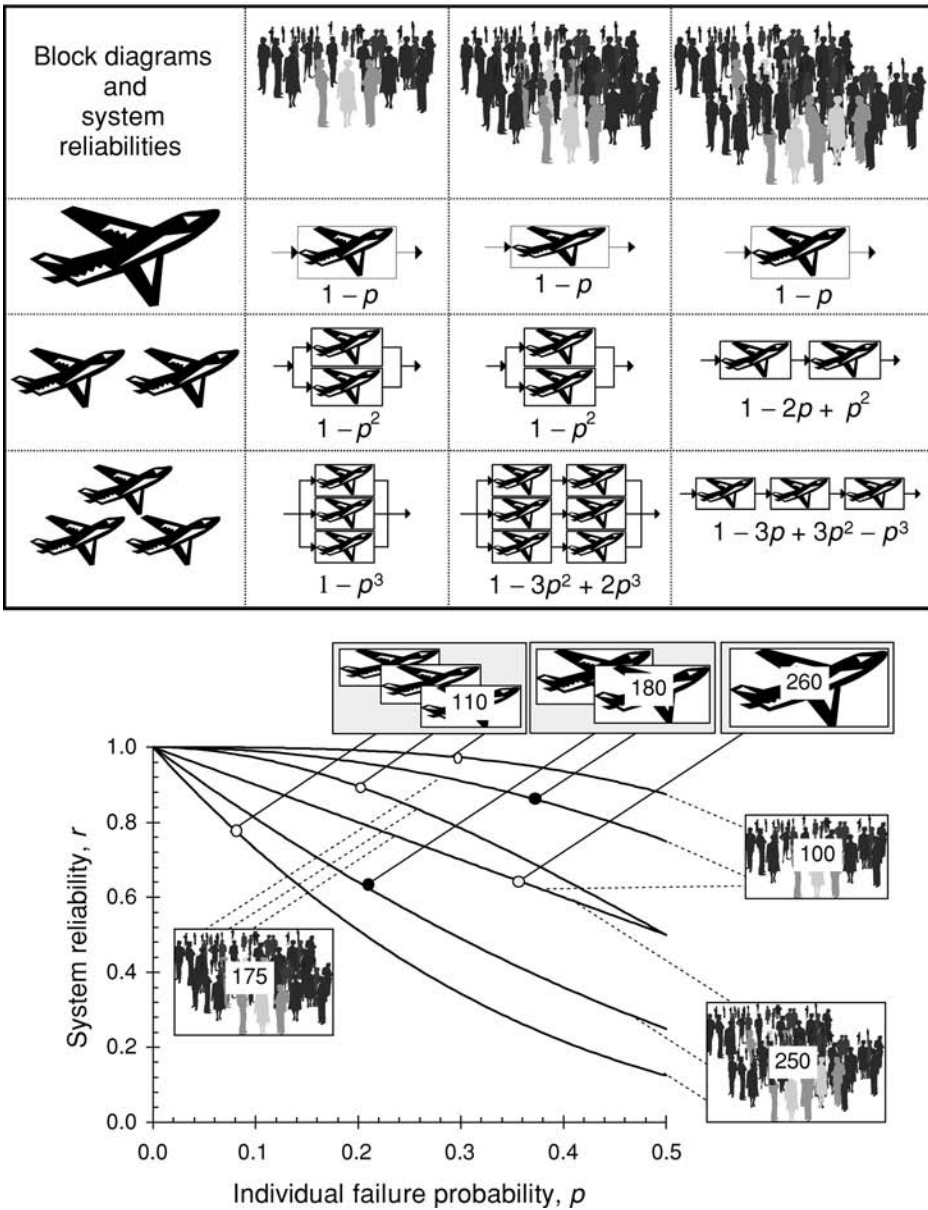 Block diagrams
and
system
reliabilities
1 – p
1 – p
1 – p
1 – p²
1 – p²
1 – 2p + p²
1 – p³
1 – 3p² + 2p³
1 – 3p + 3p² – p³
110
180
260
1.0
0.8
0.6
0.4
0.2
0.0
System reliability, r
100
175
250
0.0
0.1
0.2
0.3
0.4
0.5
Individual failure probability, p